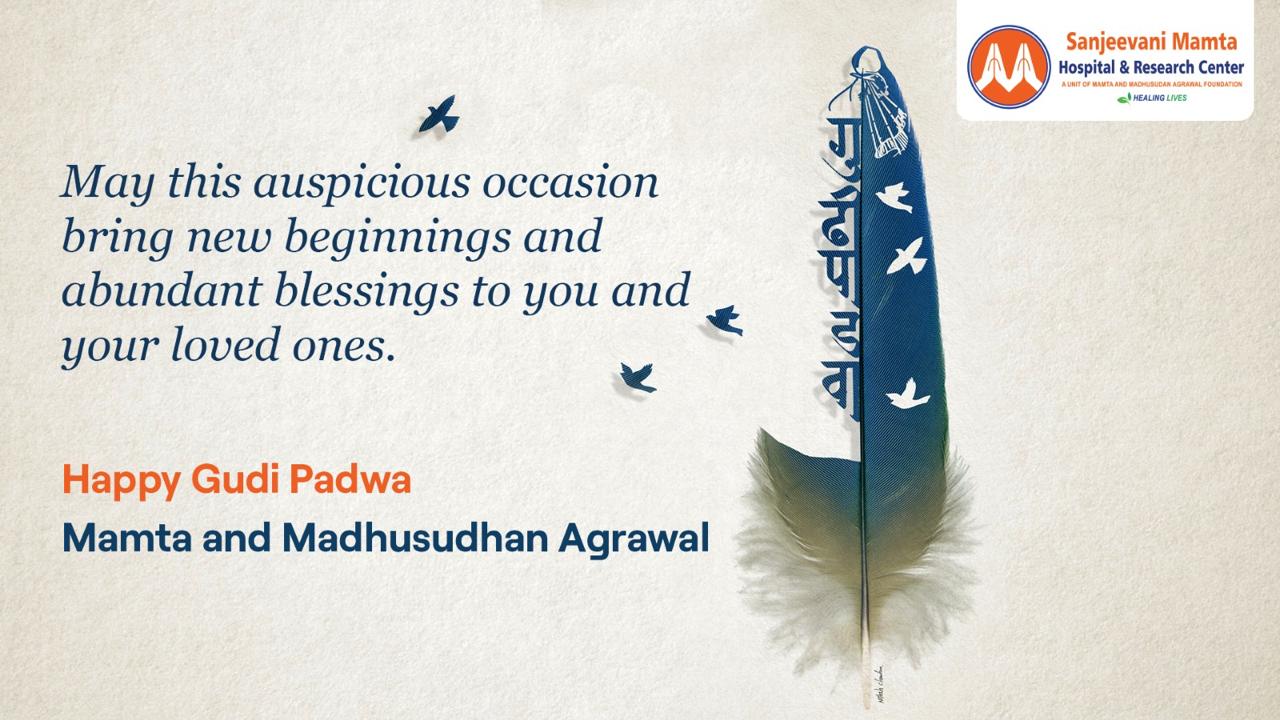 Sanjeevani Mamta
Hospital & Research Center
A UNIT OF MAMTA AND MADHUSUDAN AGRAWAL FOUNDATION
HEALING LIVES
May this auspicious occasion
bring new beginnings and
abundant blessings to you and
your loved ones.
Happy Gudi Padwa
Mamta and Madhusudhan Agrawal